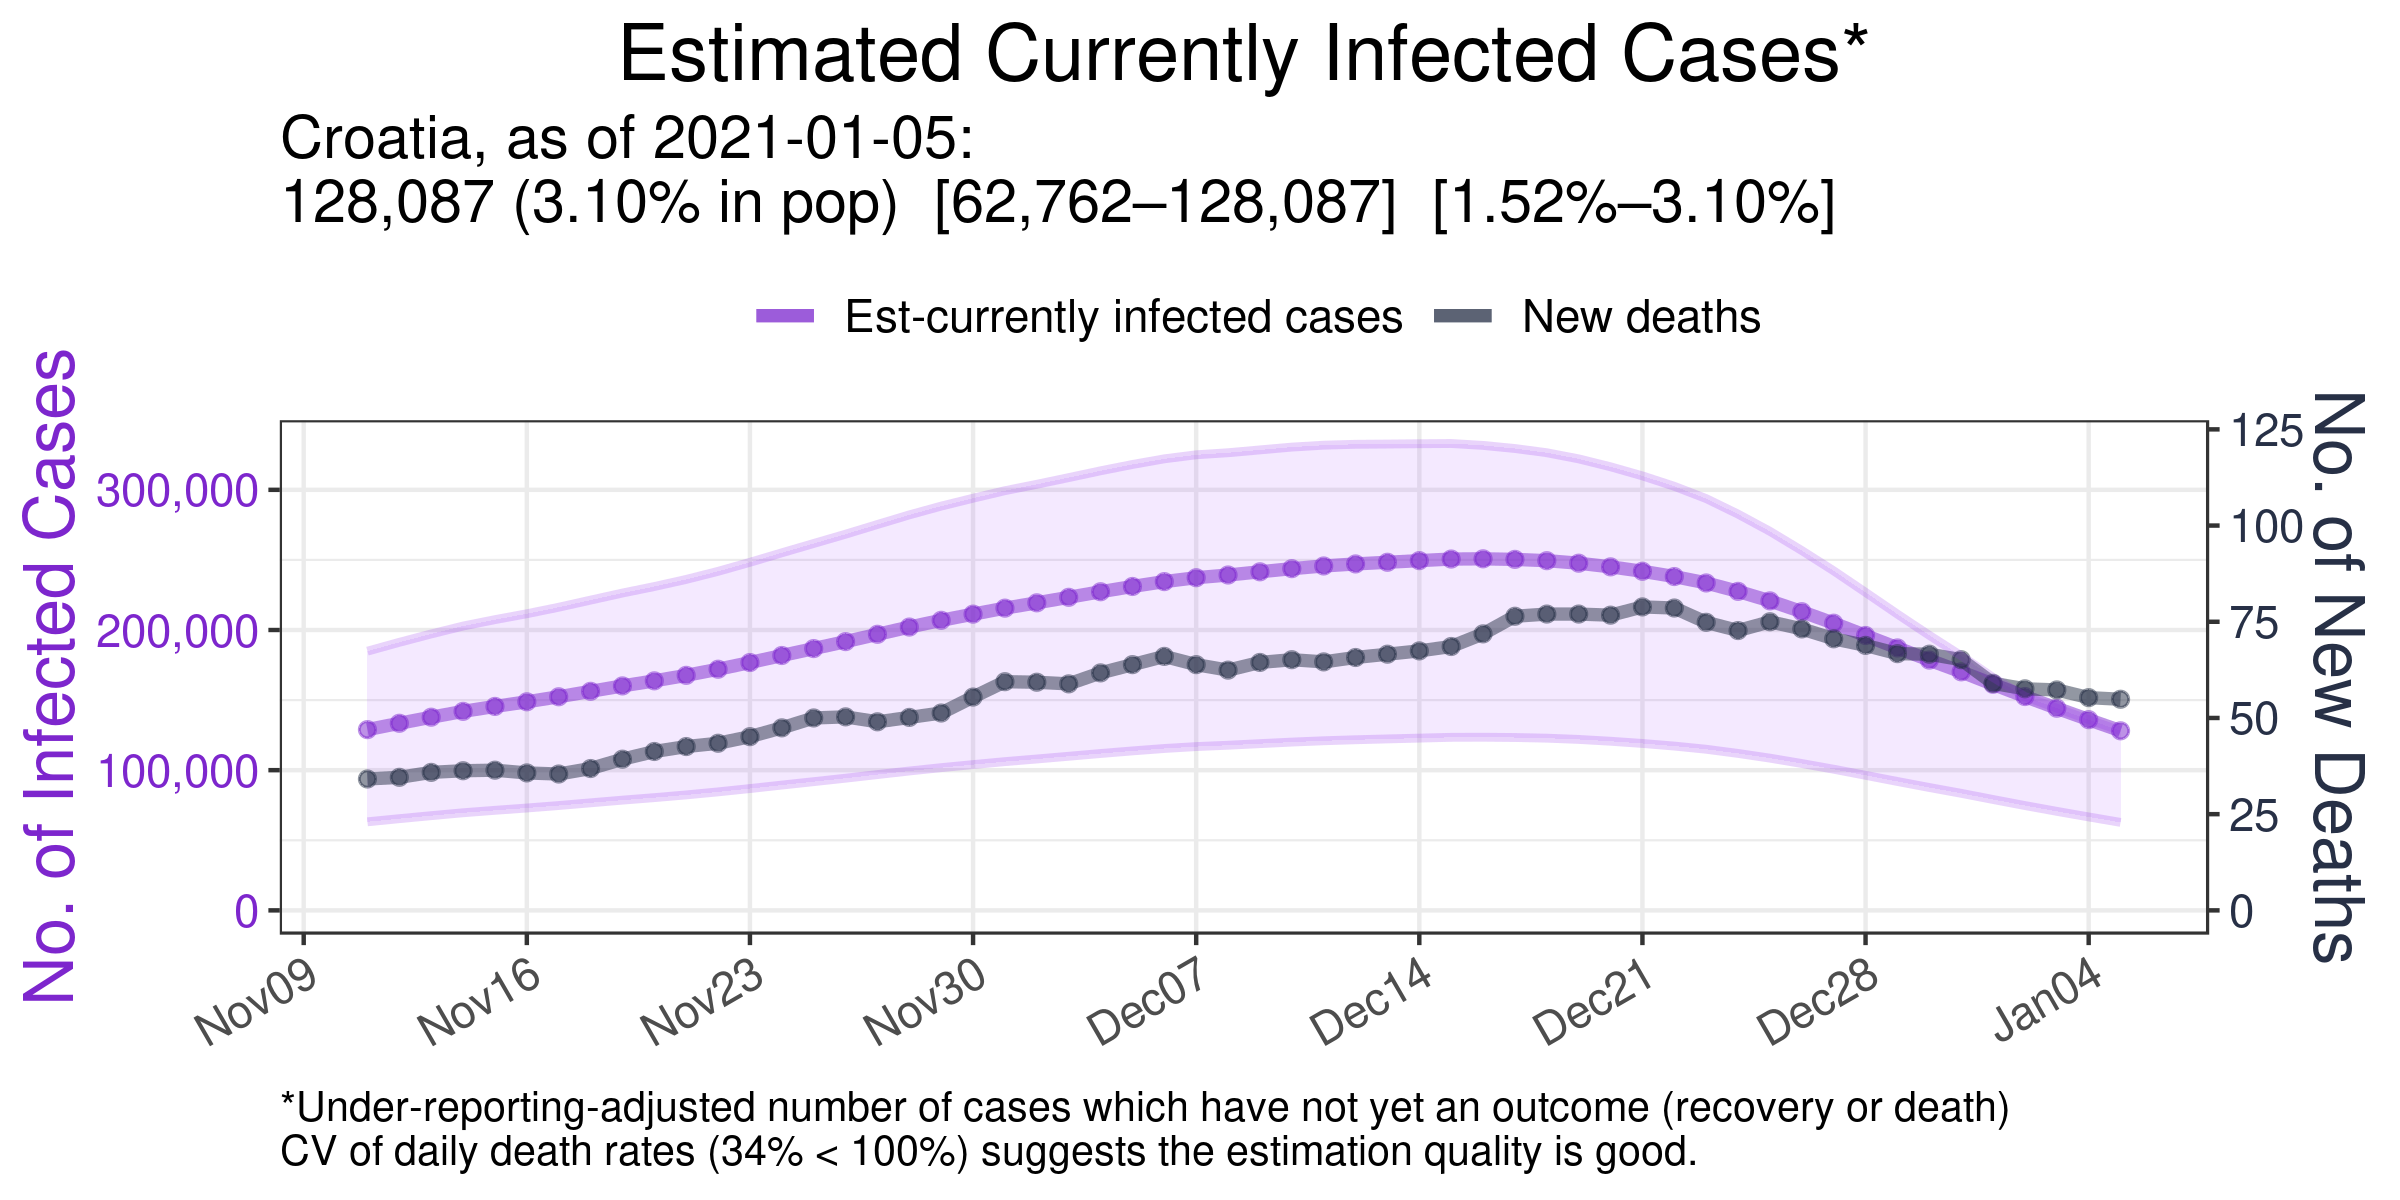 Estimated Currently Infected Cases*
Croatia, as of 2021-01-05:
128,087 (3.10% in pop)  [62,762–128,087]  [1.52%–3.10%]
Est-currently infected cases
New deaths
No. of Infected Cases
300,000
200,000
100,000
0
125
100
75
50
25
0
No. of New Deaths
Nov09
Nov16
Nov23
Nov30
Dec07
Dec14
Dec21
Dec28
Jan04
*Under-reporting-adjusted number of cases which have not yet an outcome (recovery or death)
CV of daily death rates (34% < 100%) suggests the estimation quality is good.